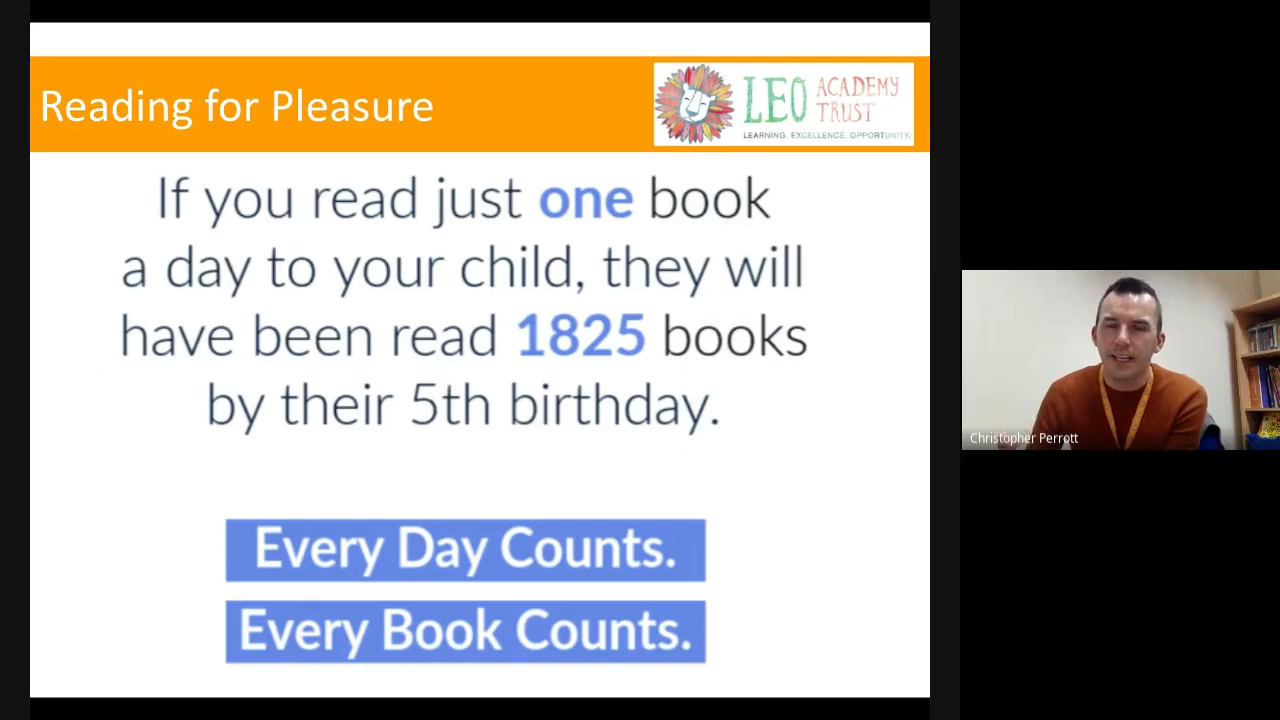 Reading for Pleasure
LEO ACADEMY
TRUST
LEARNING. EXCELLENCE. OPPORTUNITY.
If you read just one book
a day to your child, they will
have been read 1825 books
by their 5th birthday.
Every Day Counts.
Every Book Counts.
Christopher Perrott